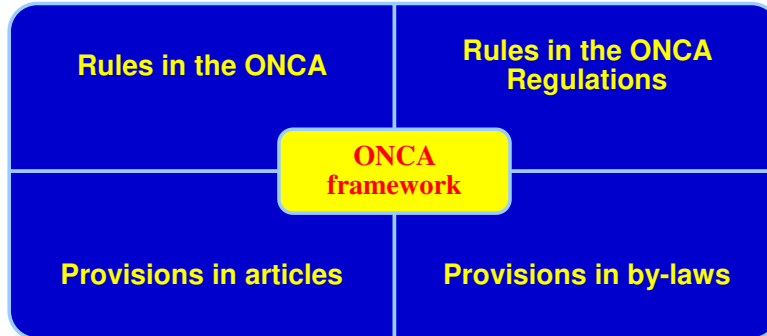 Rules in the ONCA
Rules in the ONCA
Regulations
ONCA
framework
Provisions in articles
Provisions in by-laws